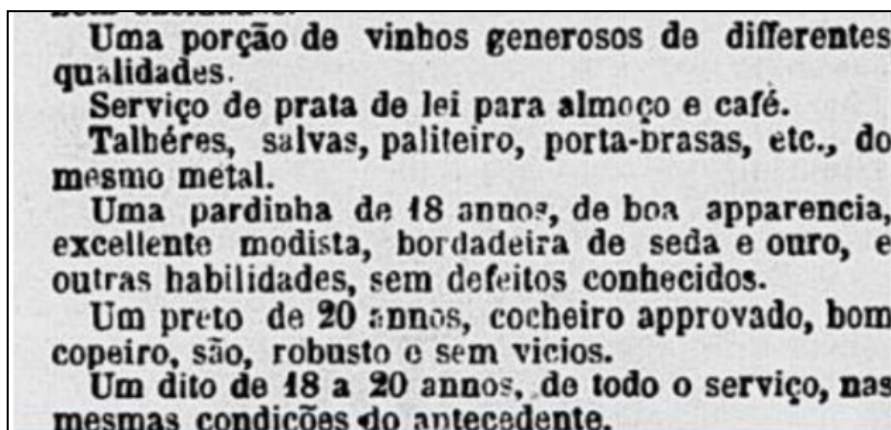 Uma porção de vinhos generosos de differentes
qualidades.
Serviço de prata de lei para almoço e café.
Talhéres, salvas, paliteiro, porta-brasas, etc., do
mesmo metal.
Uma pardinha de 18 annos, de boa apparencia,
excellente modista, bordadeira de seda e ouro, e
outras habilidades, sem defeitos conhecidos.
Um preto de 20 annos, cocheiro approvado, bom
copeiro, são, robusto e sem vicios.
Um dito de 18 a 20 annos, de todo o serviço, nas
mesmas condições do antecedente.